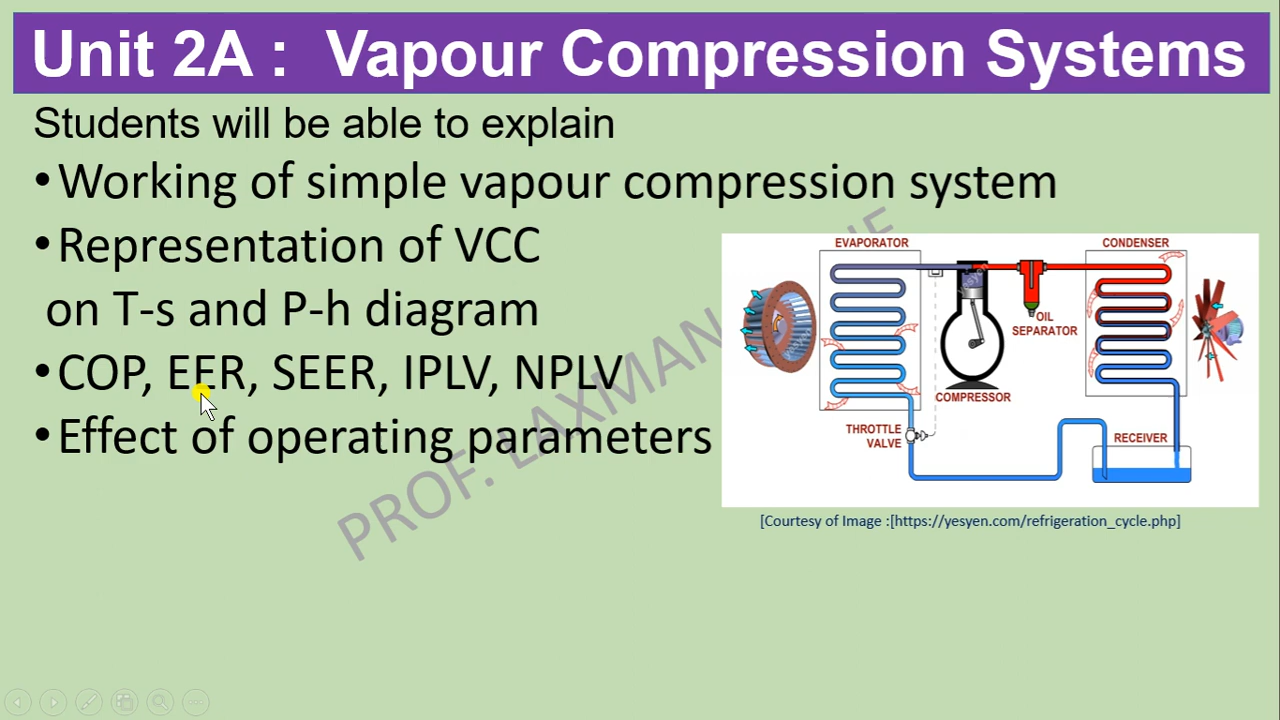 Unit 2A : Vapour Compression Systems
Students will be able to explain
•Working of simple vapour compression system
•Representation of VCC
on T-s and P-h diagram
•COP, EER, SEER, IPLV, NPLV
•Effect of operating parameters
EVAPORATOR
CONDENSER
OIL
SEPARATOR
COMPRESSOR
THROTTLE
VALVE
RECEIVER
[Courtesy of Image :[https://yesyen.com/refrigeration_cycle.php]
PROF. LAXMAN